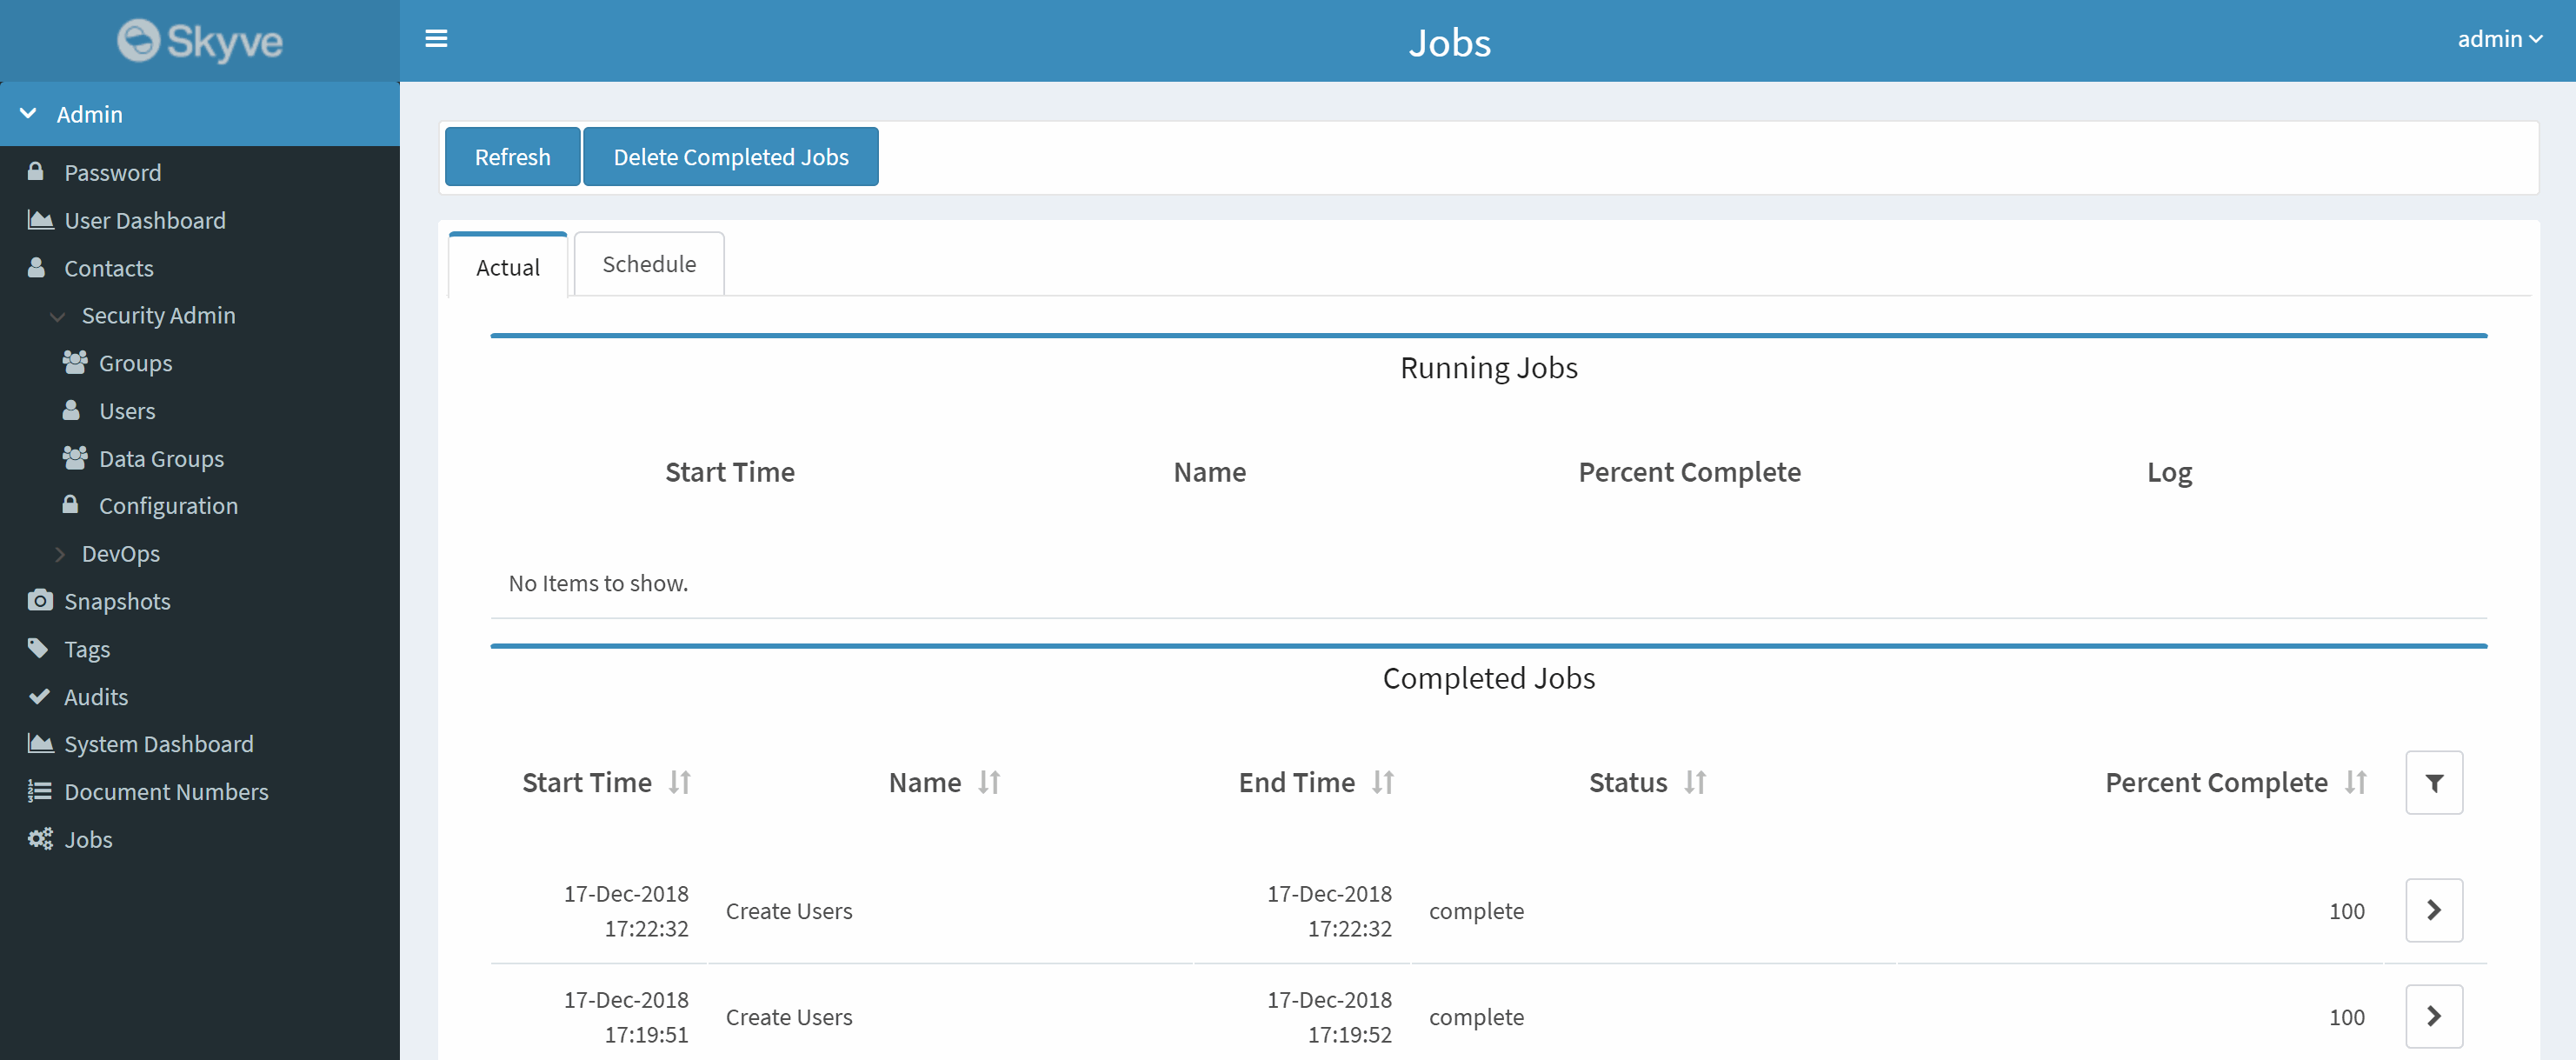 Skyve
Jobs
admin
Admin
Password
User Dashboard
Contacts
Security Admin
Groups
Users
Data Groups
Configuration
DevOps
Snapshots
Tags
Audits
System Dashboard
Document Numbers
Jobs
Refresh Delete Completed Jobs
Actual Schedule
Running Jobs
Start Time Name Percent Complete Log
No Items to show.
Completed Jobs
Start Time Name End Time Status Percent Complete
17-Dec-2018 17:22:32 Create Users 17-Dec-2018 17:22:32 complete 100
17-Dec-2018 17:19:51 Create Users 17-Dec-2018 17:19:52 complete 100